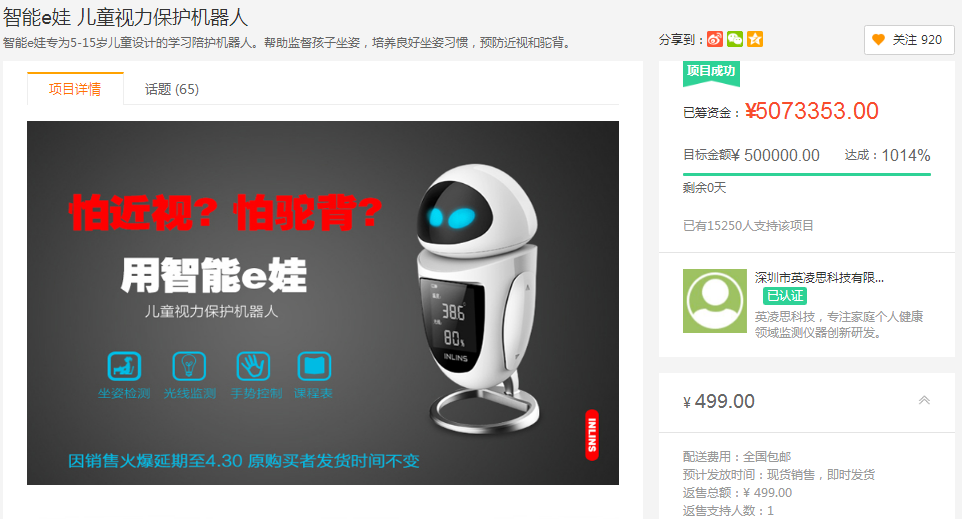 智能e娃 儿童视力保护机器人
智能e娃专为5-15岁儿童设计的学习陪护机器人。帮助监督孩子坐姿，培养良好坐姿习惯，预防近视和驼背。
分享到：
关注 920
项目详情
话题 (65)
怕近视？怕驼背？
用智能e娃
儿童视力保护机器人
坐姿检测 光线监测 手势控制 课程表
因销售火爆延期至4.30 原购买者发货时间不变
38.6
80%
INLINS
INLINS
项目成功
已筹资金：¥5073353.00
目标金额¥ 500000.00 达成：1014%
剩余0天
已有15250人支持该项目
深圳市英凌思科技有限...
已认证
英凌思科技，专注家庭个人健康
领域监测仪器创新研发。
¥ 499.00
配送费用：全国包邮
预计发放时间：现货销售，即时发货
返售总额：¥ 499.00
返售支持人数：1